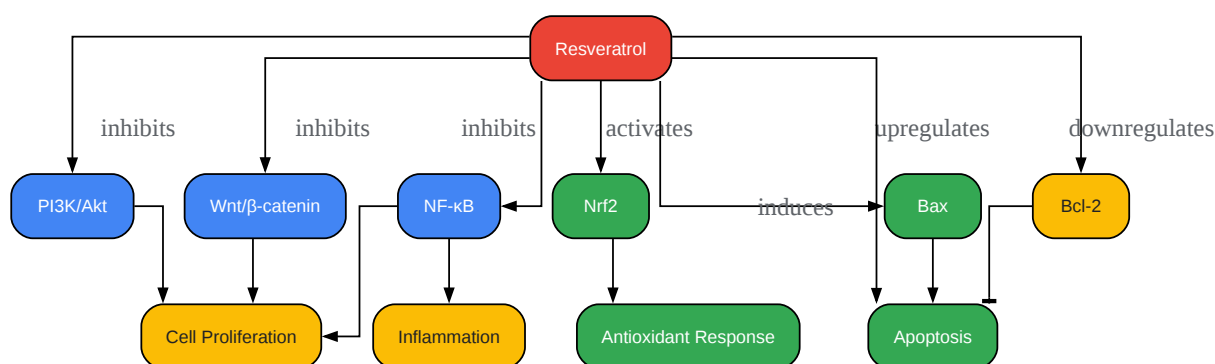 Resveratrol
inhibits
inhibits
inhibits
activates
upregulates
downregulates
PI3K/Akt
Wnt/β-catenin
NF-κB
Nrf2
induces
Bax
Bcl-2
Cell Proliferation
Inflammation
Antioxidant Response
Apoptosis